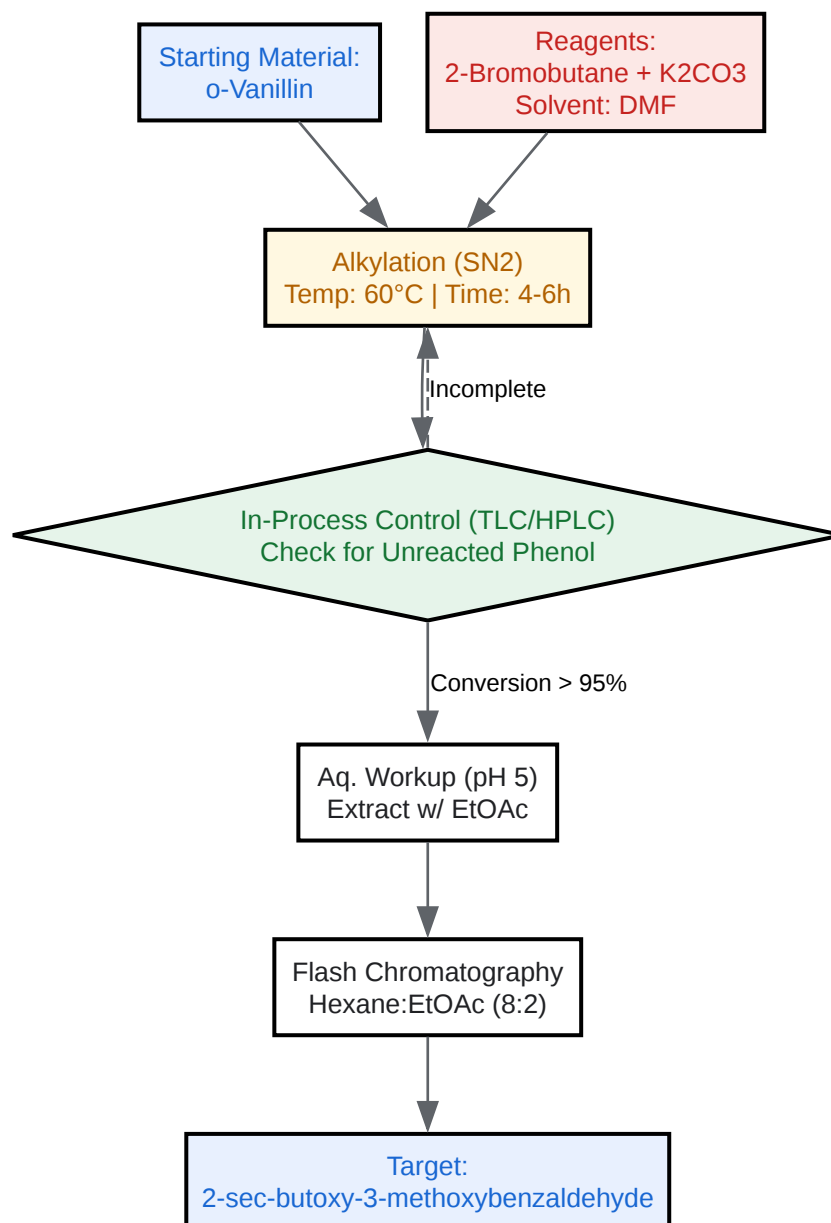 Starting Material:
o-Vanillin
Reagents:
2-Bromobutane + K2CO3
Solvent: DMF
Alkylation (SN2)
Temp: 60°C | Time: 4-6h
Incomplete
In-Process Control (TLC/HPLC)
Check for Unreacted Phenol
Conversion > 95%
Aq. Workup (pH 5)
Extract w/ EtOAc
Flash Chromatography
Hexane:EtOAc (8:2)
Target:
2-sec-butoxy-3-methoxybenzaldehyde